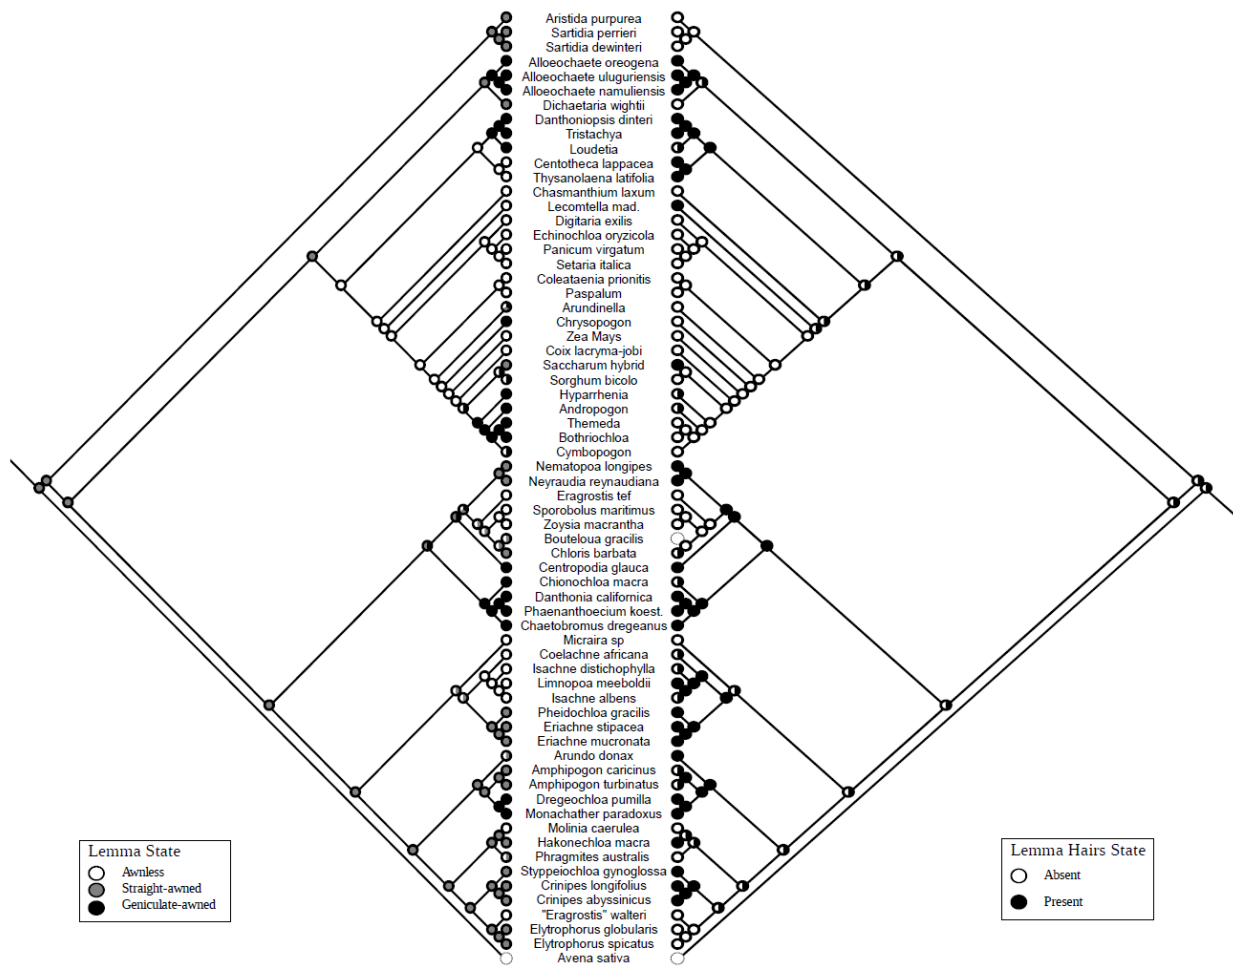 Aristida purpurea
Sartidia perrieri
Sartidia dewinteri
Alloeochaete oreogena
Alloeochaete uluguriensis
Alloeochaete namuliensis
Dichaetaria wightii
Danthoniopsis dinteri
Tristachya
Loudetia
Centotheca lappacea
Thysanolaena latifolia
Chasmanthium laxum
Lecomtella mad.
Digitaria exilis
Echinochloa oryzicola
Panicum virgatum
Setaria italica
Coleataenia prionitis
Paspalum
Arundinella
Chrysopogon
Zea Mays
Coix lacryma-jobi
Saccharum hybrid
Sorghum bicolo
Hyparrhenia
Andropogon
Themeda
Bothriochloa
Cymbopogon
Nematopoa longipes
Neyraudia reynaudiana
Eragrostis tef
Sporobolus maritimus
Zoysia macrantha
Bouteloua gracilis
Chloris barbata
Centropodia glauca
Chionochloa macra
Danthonia californica
Phaenanthoecium koest.
Chaetobromus dregeanus
Micraira sp
Coelachne africana
Isachne distichophylla
Limnopoa meeboldii
Isachne albens
Pheidochloa gracilis
Eriachne stipacea
Eriachne mucronata
Arundo donax
Amphipogon caricinus
Amphipogon turbinatus
Dregeochloa pumilla
Monachather paradoxus
Molinia caerulea
Hakonechloa macra
Phragmites australis
Styppeiochloa gynoglossa
Crinipes longifolius
Crinipes abyssinicus
"Eragrostis" walteri
Elytrophorus globularis
Elytrophorus spicatus
Avena sativa
Lemma State
Awnless
Straight-awned
Geniculate-awned
Lemma Hairs State
Absent
Present